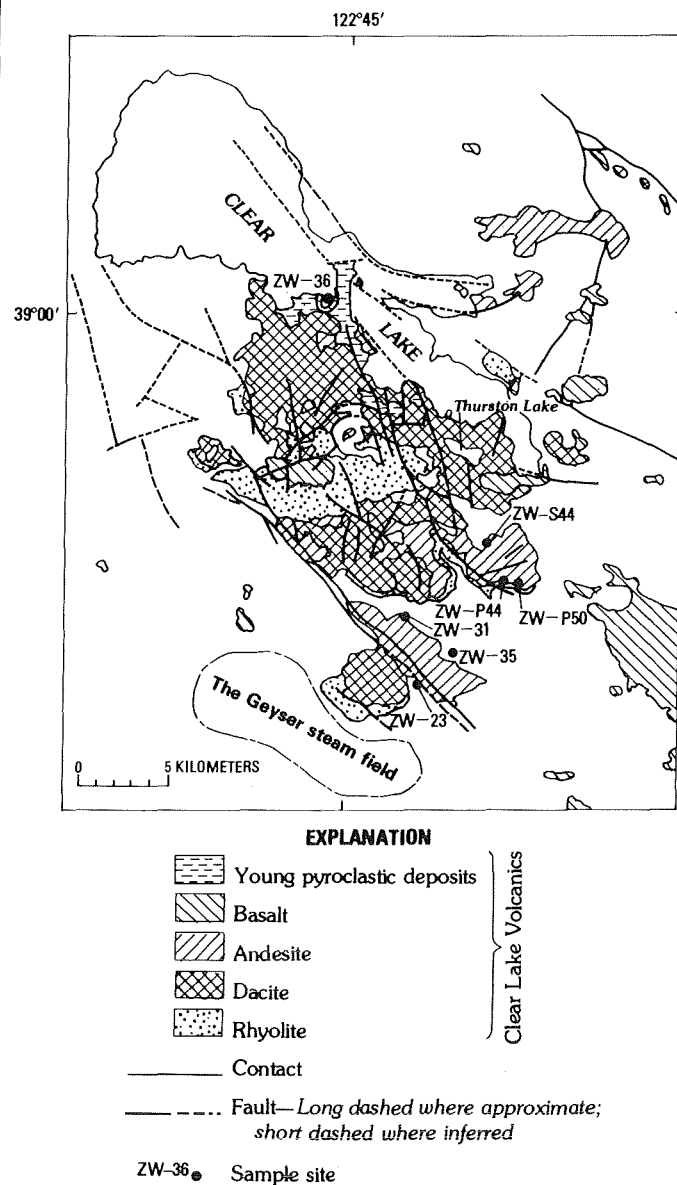 122°45′
CLEAR
ZW-36
39°00′
LAKE
Thurston Lake
ZW-S44
ZW-P44
ZW-P50
ZW-31
ZW-35
ZW-23
The Geyser steam field
0 5 KILOMETERS
EXPLANATION
Young pyroclastic deposits
Basalt
Andesite
Dacite
Rhyolite
Clear Lake Volcanics
Contact
Fault—Long dashed where approximate;
short dashed where inferred
ZW-36 Sample site